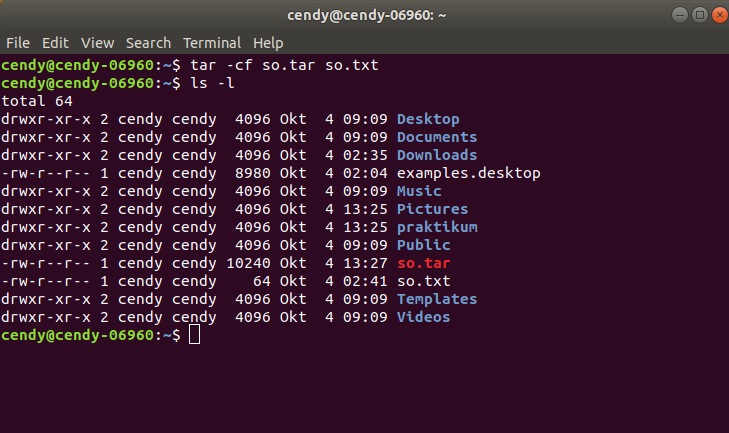 cendy@cendy-06960: ~
File Edit View Search Terminal Help
cendy@cendy-06960:~$ tar -cf so.tar so.txt
cendy@cendy-06960:~$ ls -l
total 64
drwxr-xr-x 2 cendy cendy  4096 Okt  4 09:09 Desktop
drwxr-xr-x 2 cendy cendy  4096 Okt  4 09:09 Documents
drwxr-xr-x 2 cendy cendy  4096 Okt  4 02:35 Downloads
-rw-r--r-- 1 cendy cendy  8980 Okt  4 02:04 examples.desktop
drwxr-xr-x 2 cendy cendy  4096 Okt  4 09:09 Music
drwxr-xr-x 2 cendy cendy  4096 Okt  4 13:25 Pictures
drwxr-xr-x 2 cendy cendy  4096 Okt  4 13:25 praktikum
drwxr-xr-x 2 cendy cendy  4096 Okt  4 09:09 Public
-rw-r--r-- 1 cendy cendy 10240 Okt  4 13:27 so.tar
-rw-r--r-- 1 cendy cendy    64 Okt  4 02:41 so.txt
drwxr-xr-x 2 cendy cendy  4096 Okt  4 09:09 Templates
drwxr-xr-x 2 cendy cendy  4096 Okt  4 09:09 Videos
cendy@cendy-06960:~$